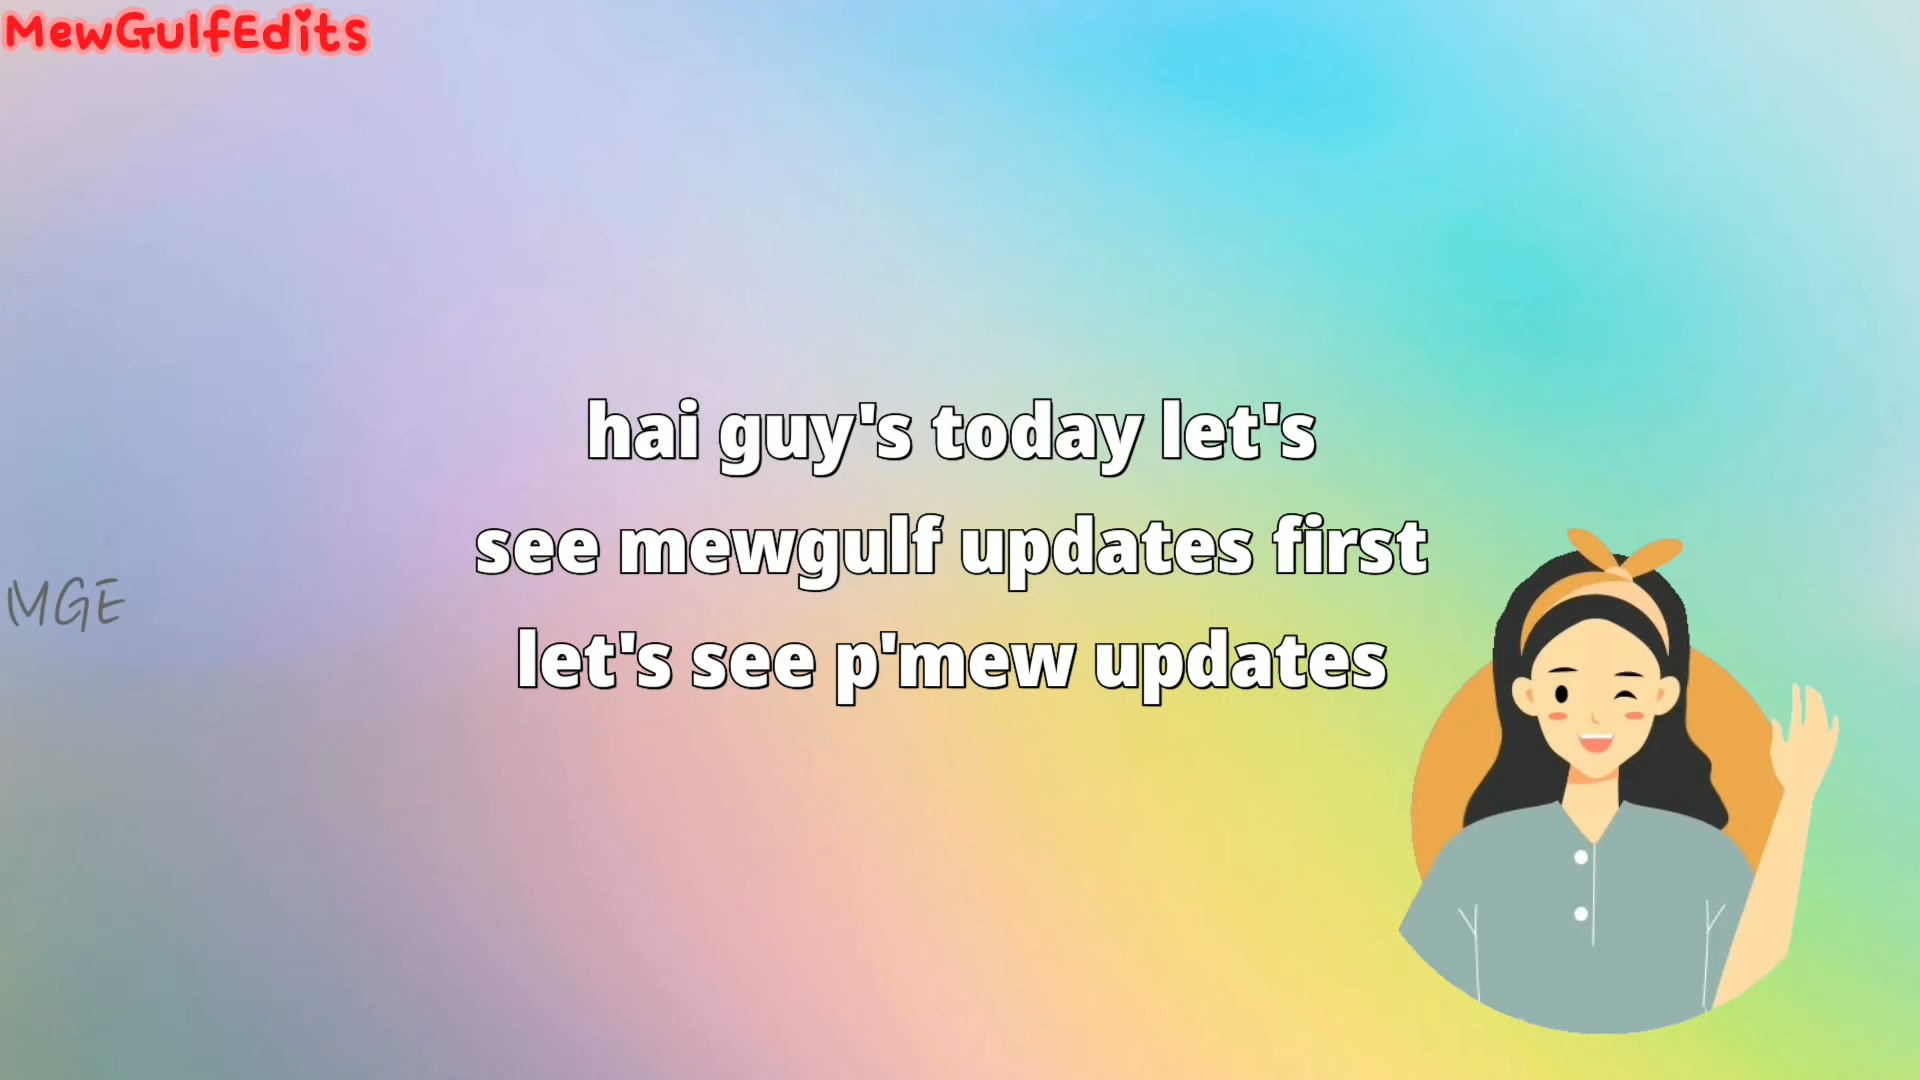 MewGulfEdits
hai guy's today let's
see mewgulf updates first
MGE
let's see p'mew updates